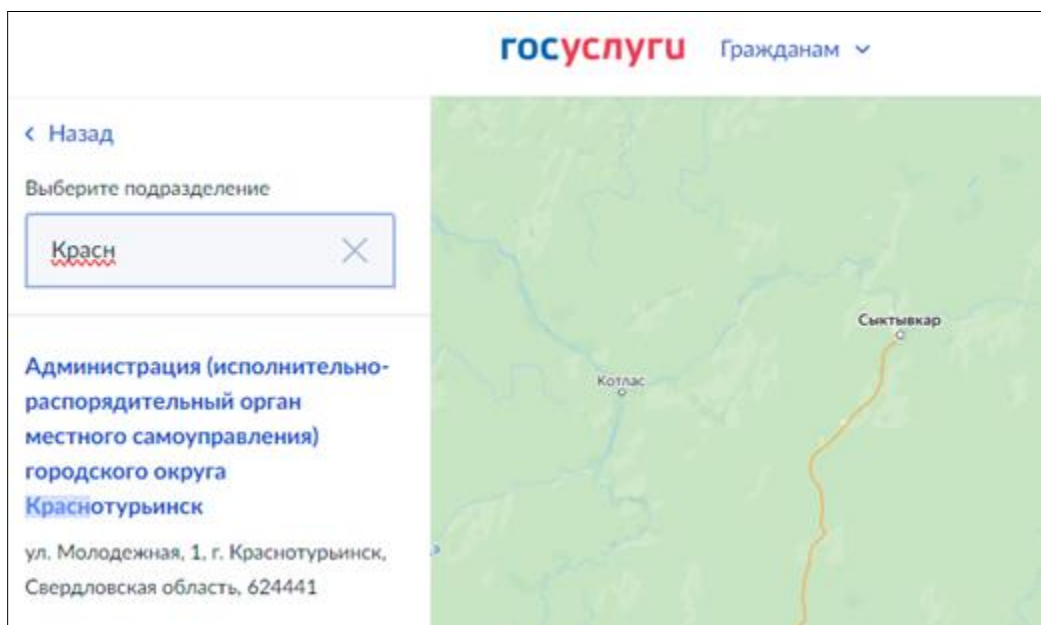 госуслуги Гражданам
Назад
Выберите подразделение
Красн
Сыктывкар
Котлас
Администрация (исполнительно-
распорядительный орган
местного самоуправления)
городского округа
Краснотурьинск
ул. Молодежная, 1, г. Краснотурьинск,
Свердловская область, 624441